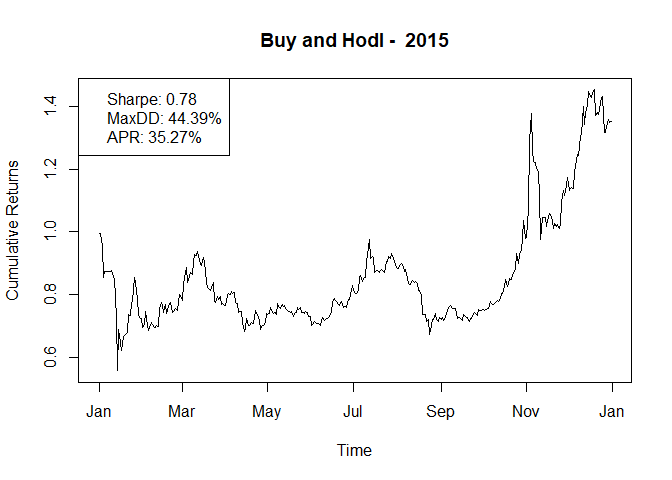 Buy and Hodl -  2015
Sharpe: 0.78
MaxDD: 44.39%
APR: 35.27%
Cumulative Returns
1.4
1.2
1.0
0.8
0.6
Jan Mar May Jul Sep Nov Jan
Time